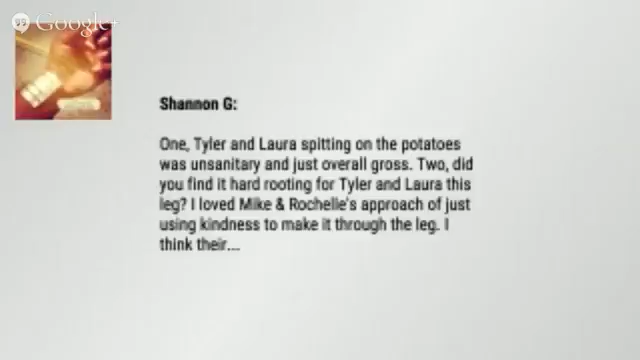 Google+
Shannon G:
One, Tyler and Laura spitting on the potatoes
was unsanitary and just overall gross. Two, did
you find it hard rooting for Tyler and Laura this
leg? I loved Mike & Rochelle's approach of just
using kindness to make it through the leg. I
think their...